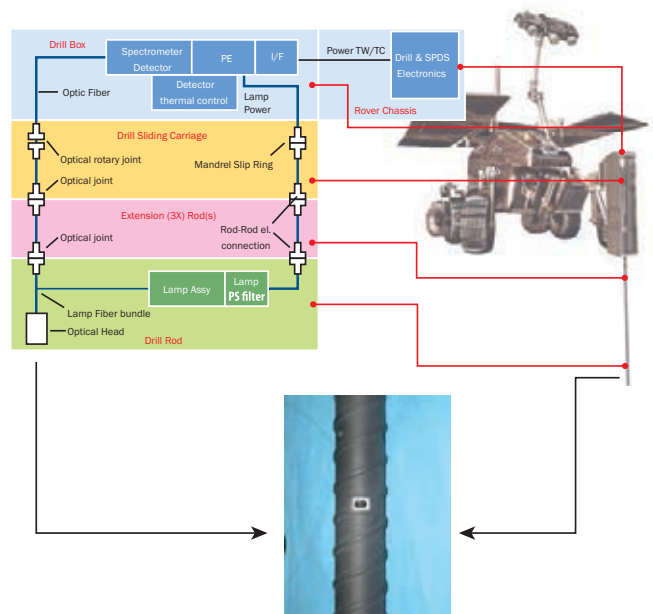 Drill Box
Spectrometer
Detector
PE
I/F
Power TW/TC
Drill & SPDS
Electronics
Detector
thermal control
Lamp
Power
Optic Fiber
Rover Chassis
Drill Sliding Carriage
Optical rotary joint
Mandrel Slip Ring
Optical joint
Extension (3X) Rod(s)
Optical joint
Rod-Rod el.
connection
Lamp Assy
Lamp
PS filter
Lamp Fiber bundle
Optical Head
Drill Rod